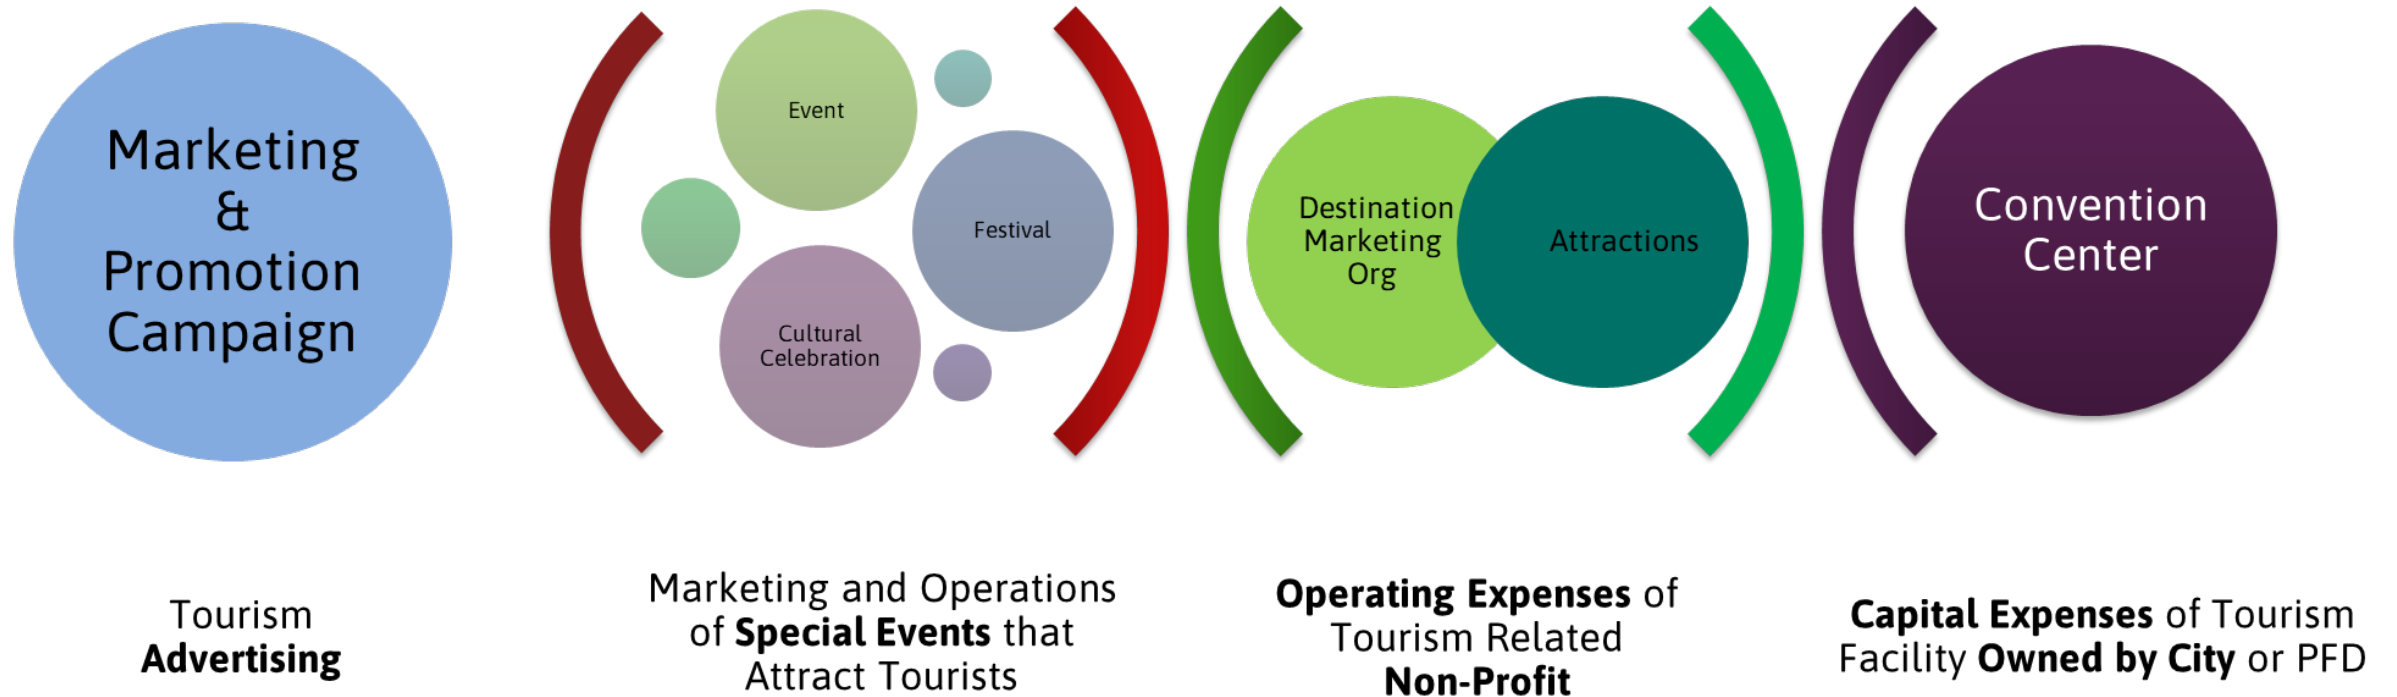 Marketing
&
Promotion
Campaign
Event
Festival
Cultural
Celebration
Destination
Marketing
Org
Attractions
Convention
Center
Tourism
Advertising
Marketing and Operations
of Special Events that
Attract Tourists
Operating Expenses of
Tourism Related
Non-Profit
Capital Expenses of Tourism
Facility Owned by City or PFD